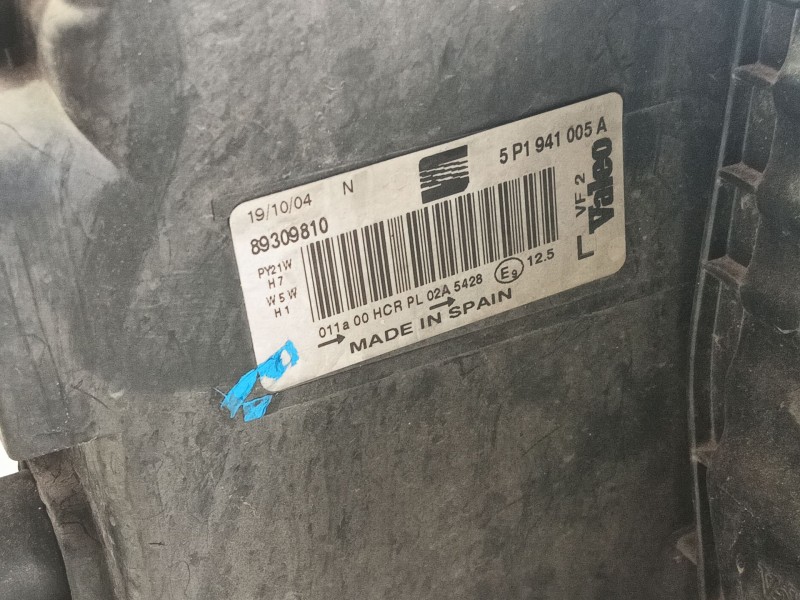 19/10/04 N 5 P1 941 005 A
89309810
PY21W
H7
W5W
H1
VF 2
Valeo
L
011a 00 HCR PL 02A 5428 E9 12.5
MADE IN SPAIN